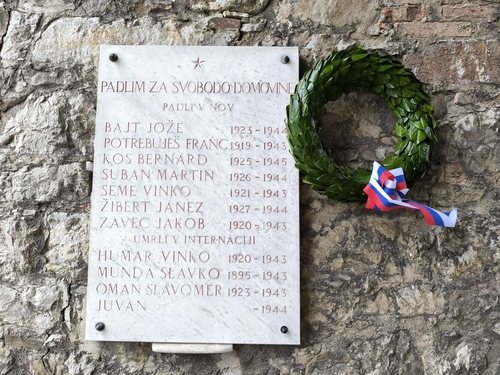 PADLIM ZA SVOBODO DOMOVINE
PADLI V NOV
BAJT JOŽE 1923-1944
POTREBUJEŠ FRANC 1919-1943
KOS BERNARD 1925-1945
SUBAN MARTIN 1926-1944
SEME VINKO 1921-1943
ŽIBERT JANEZ 1927-1944
ZAVEC JAKOB 1920-1943
UMRLI V INTERNACIJI
HUMAR VINKO 1920-1943
MUNDA SLAVKO 1895-1943
OMAN SLAVOMER 1923-1943
JUVAN -1944